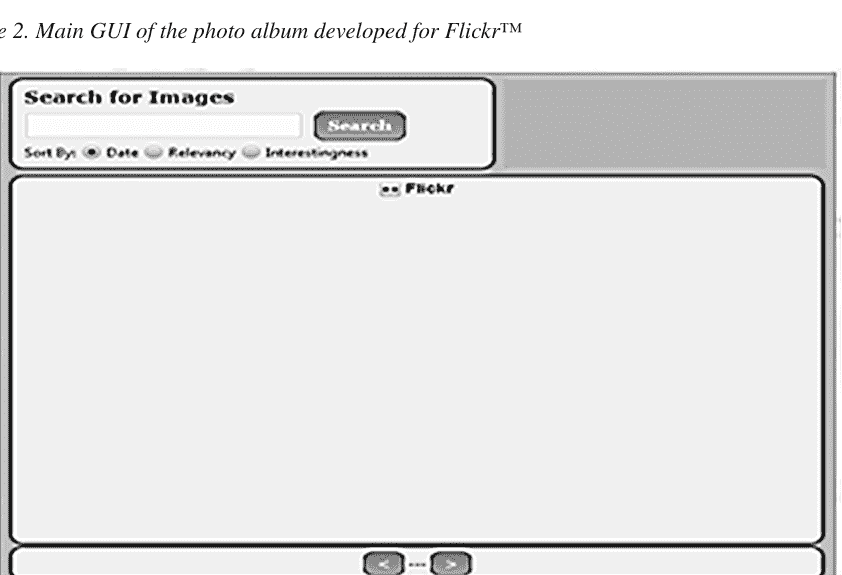 e 2. Main GUI of the photo album developed for Flickr™
Search for Images
Search
Sort By: Date Relevancy Interestingness
Flickr
< --- >